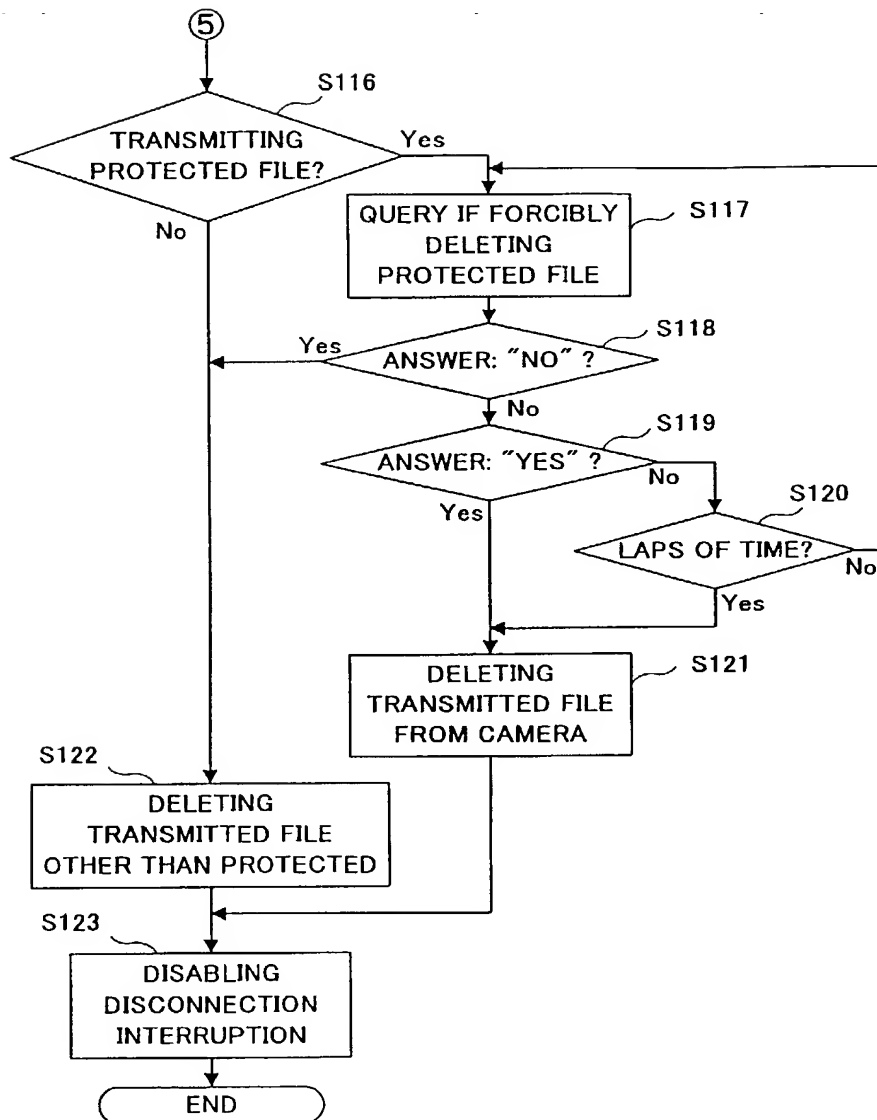 5
S116
TRANSMITTING
PROTECTED FILE?
Yes
No
QUERY IF FORCIBLY
DELETING
PROTECTED FILE
S117
S118
Yes
ANSWER: "NO" ?
No
S119
ANSWER: "YES" ?
No
Yes
S120
LAPS OF TIME?
No
Yes
S121
DELETING
TRANSMITTED FILE
FROM CAMERA
S122
DELETING
TRANSMITTED FILE
OTHER THAN PROTECTED
S123
DISABLING
DISCONNECTION
INTERRUPTION
END